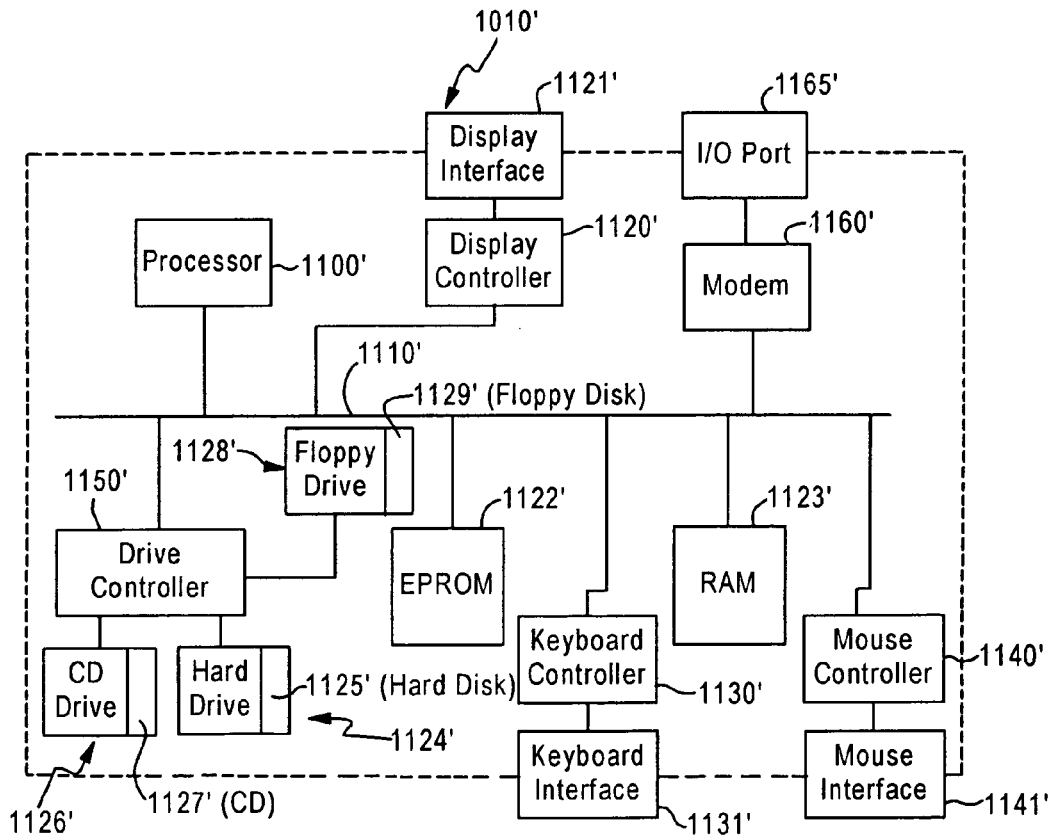 1010'
1121'
1165'
Display
Interface
I/O Port
1120'
1160'
Processor
1100'
Display
Controller
Modem
1110'
1129' (Floppy Disk)
1128'
Floppy
Drive
1150'
1122'
1123'
Drive
Controller
EPROM
RAM
CD
Drive
Hard
Drive
1125' (Hard Disk)
Keyboard
Controller
1130'
Mouse
Controller
1140'
1124'
1126'
1127' (CD)
Keyboard
Interface
1131'
Mouse
Interface
1141'